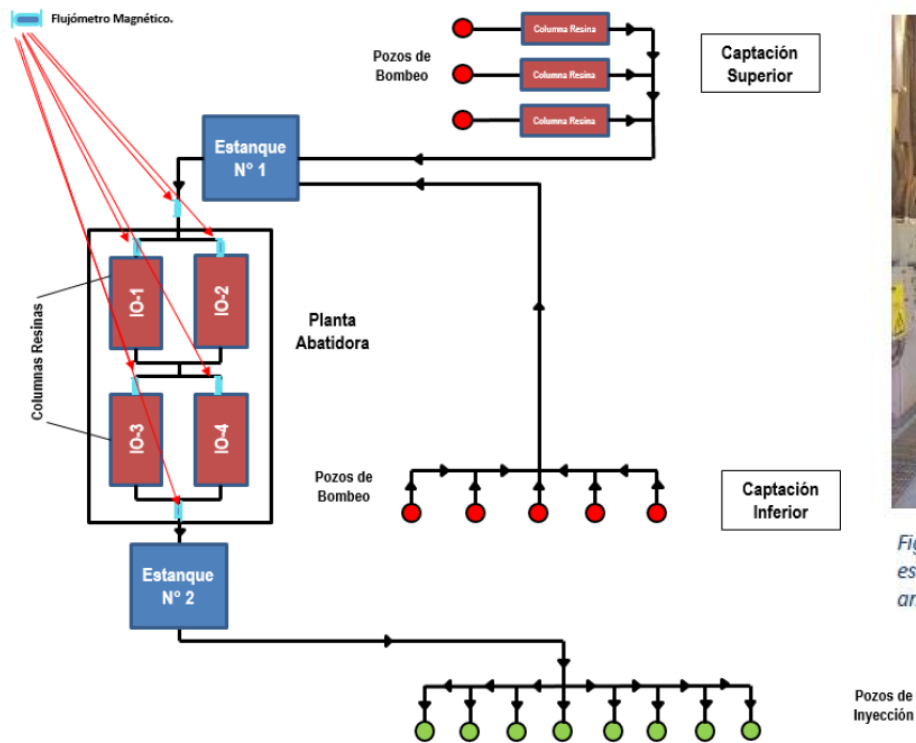 Flujómetro Magnético.
Pozos de
Bombeo
Columna Resina
Columna Resina
Columna Resina
Captación
Superior
Estanque
N° 1
IO-1
IO-2
Columnas Resinas
Planta
Abatidora
IO-3
IO-4
Pozos de
Bombeo
Captación
Inferior
Estanque
N° 2
Pozos de
Inyección